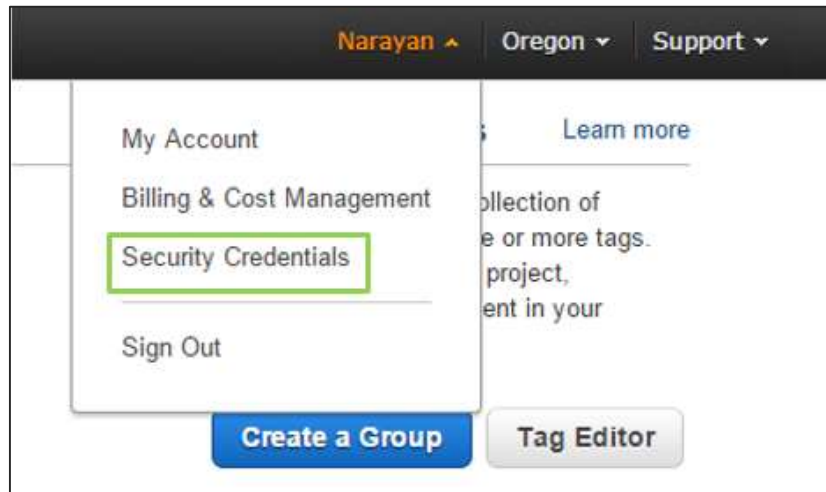 Narayan Oregon Support
Learn more
My Account
Billing & Cost Management
ollection of
e or more tags.
Security Credentials
project,
ent in your
Sign Out
Create a Group Tag Editor